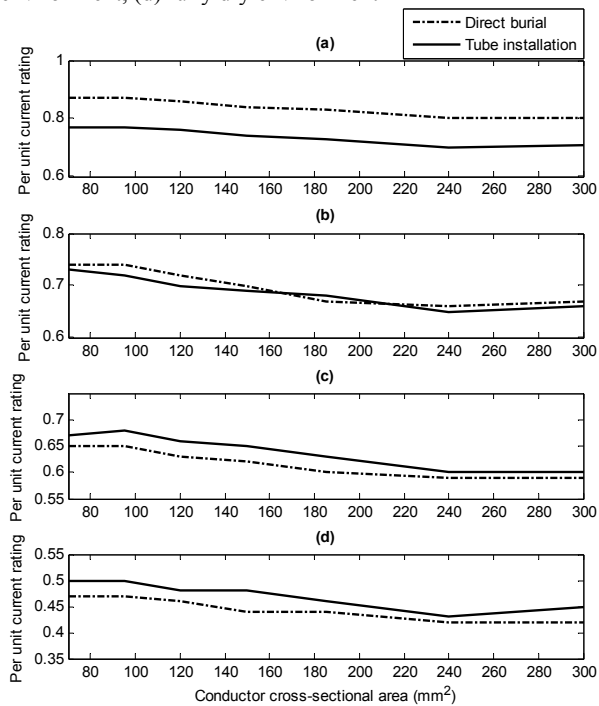 Direct burial
Tube installation
(a)
Per unit current rating
1
0.8
0.6
80 100 120 140 160 180 200 220 240 260 280 300
(b)
Per unit current rating
0.8
0.7
0.6
80 100 120 140 160 180 200 220 240 260 280 300
(c)
Per unit current rating
0.7
0.65
0.6
0.55
80 100 120 140 160 180 200 220 240 260 280 300
(d)
Per unit current rating
0.55
0.5
0.45
0.4
0.35
80 100 120 140 160 180 200 220 240 260 280 300
Conductor cross-sectional area (mm²)